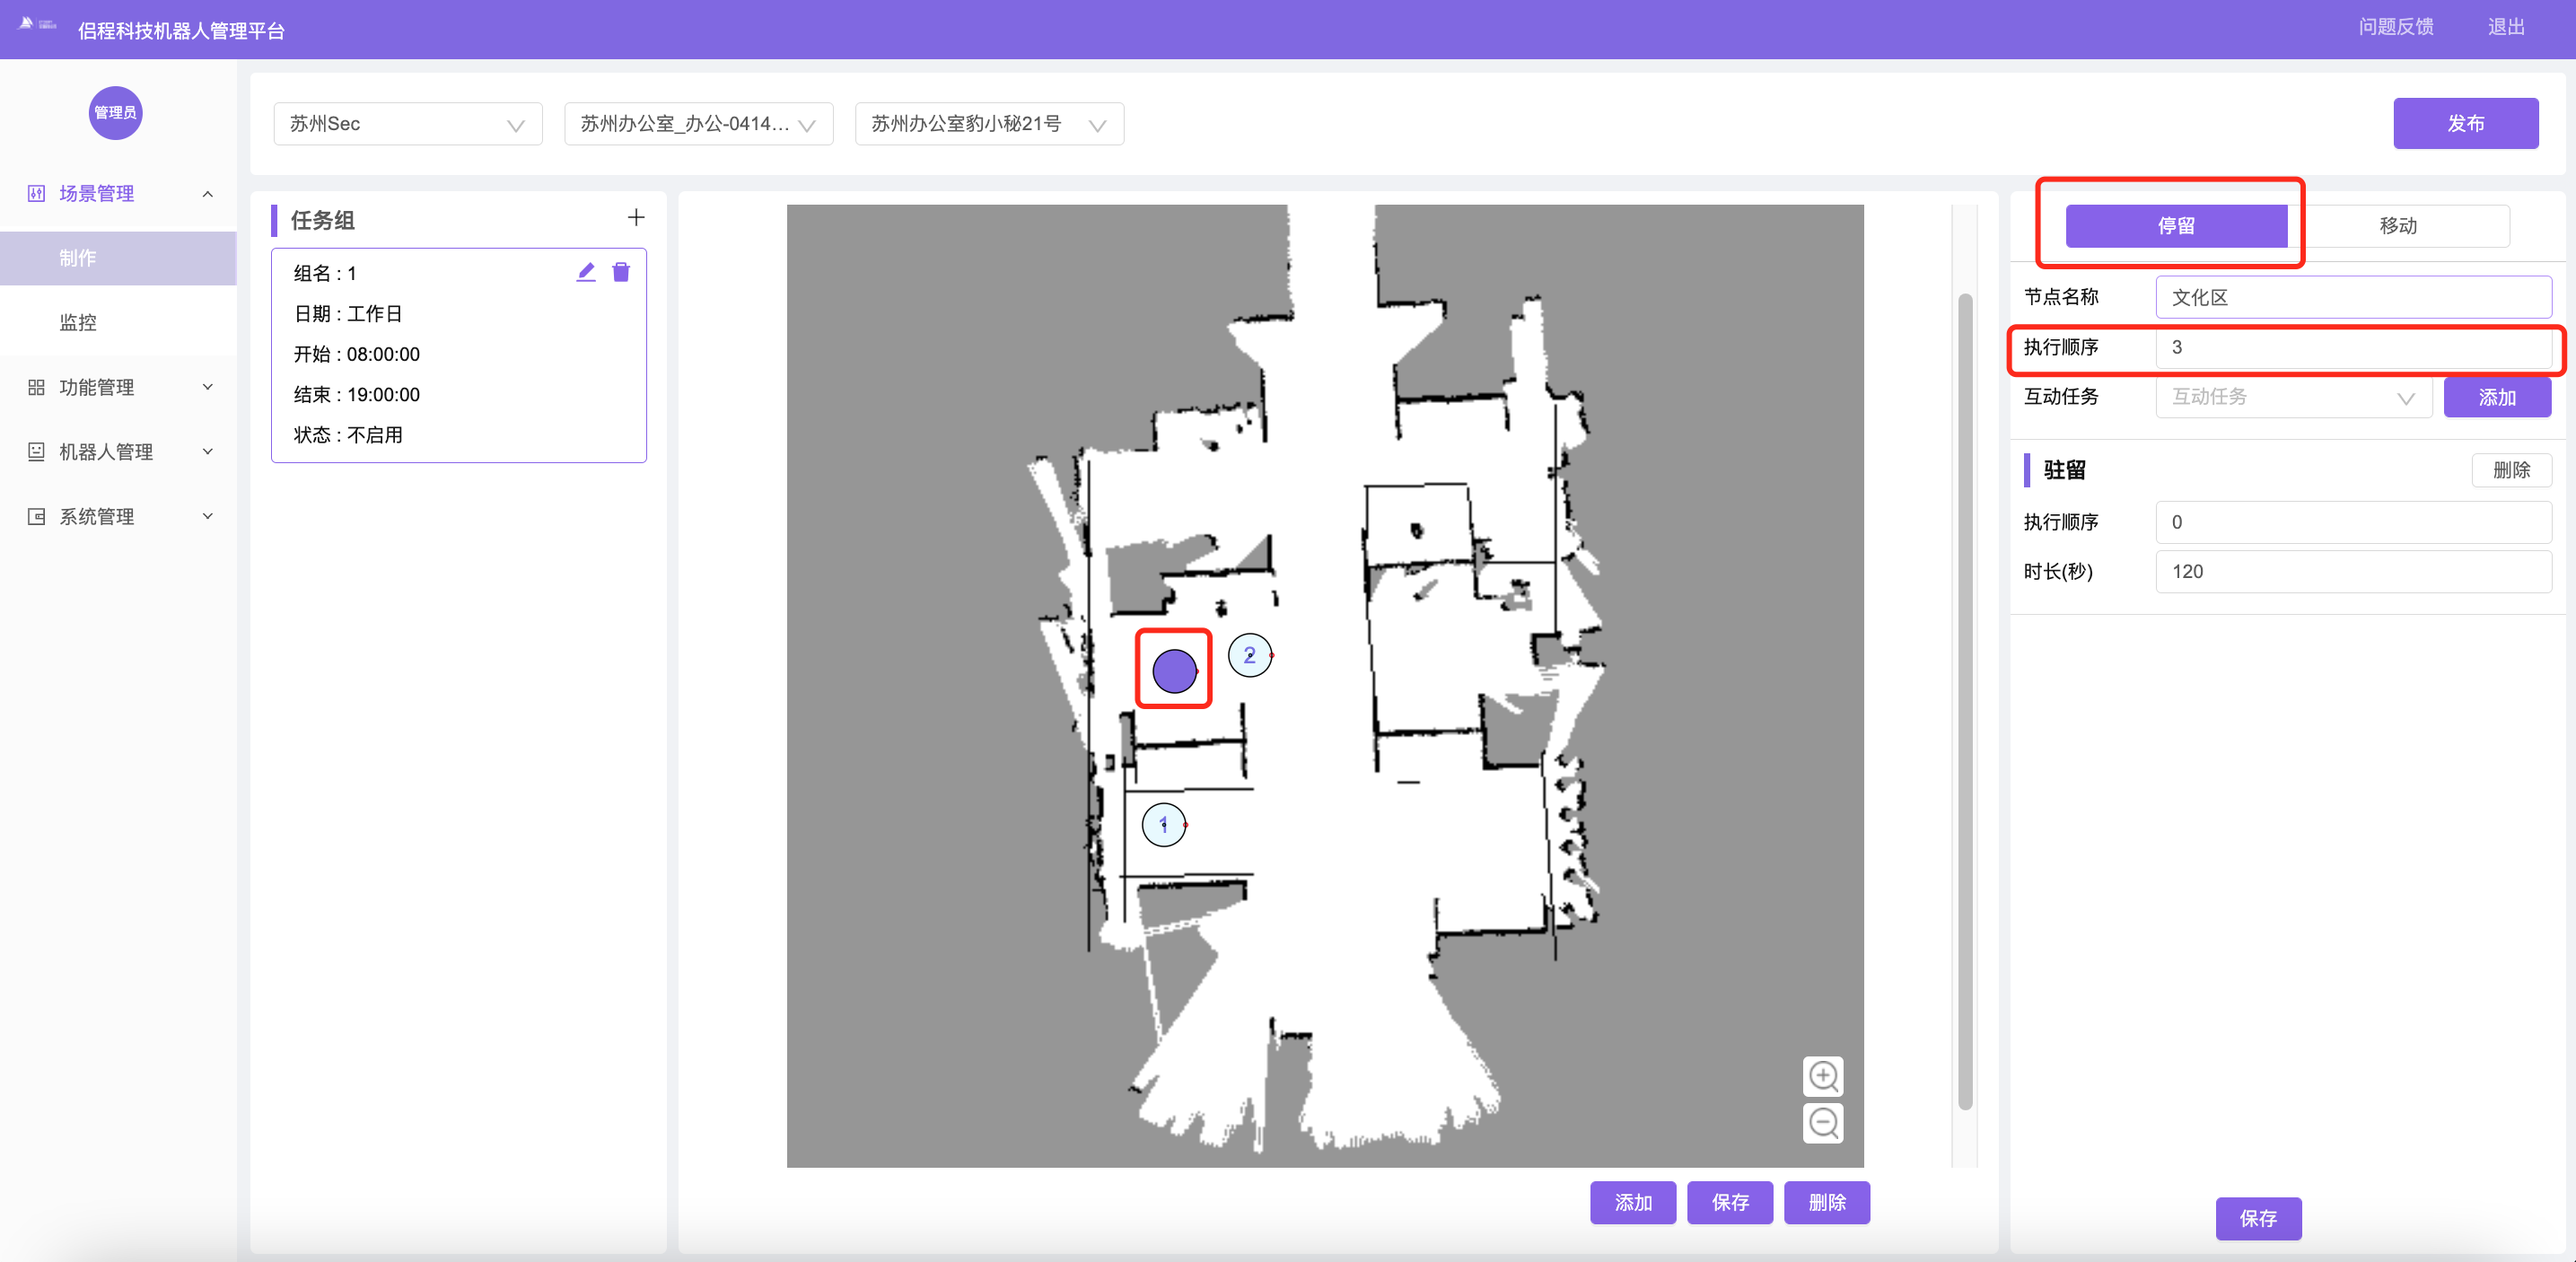 侣程科技机器人管理平台
问题反馈
退出
管理员
场景管理
制作
监控
功能管理
机器人管理
系统管理
苏州Sec
苏州办公室_办公-0414...
苏州办公室豹小秘21号
发布
任务组
组名 : 1
日期 : 工作日
开始 : 08:00:00
结束 : 19:00:00
状态 : 不启用
2
1
添加
保存
删除
停留
移动
节点名称
文化区
执行顺序
3
互动任务
互动任务
添加
驻留
删除
执行顺序
0
时长(秒)
120
保存